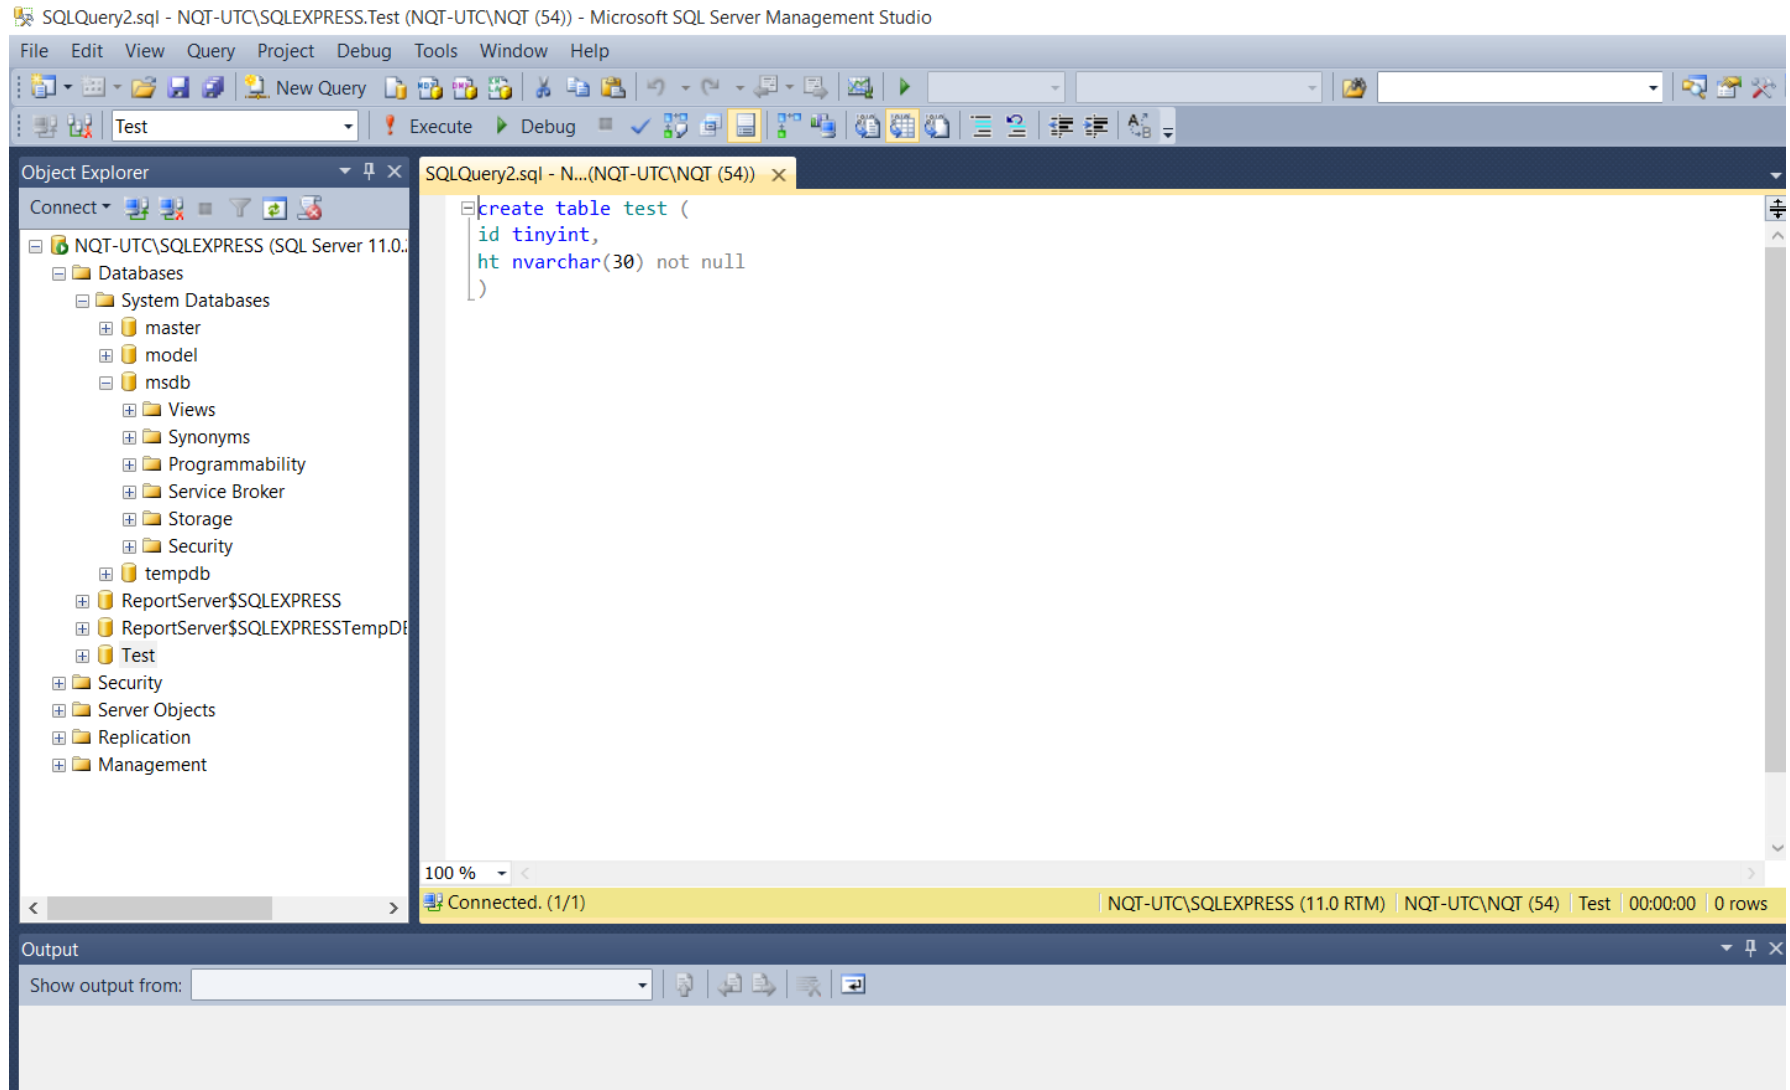 SQLQuery2.sql - NQT-UTC\SQLEXPRESS.Test (NQT-UTC\NQT (54)) - Microsoft SQL Server Management Studio
File Edit View Query Project Debug Tools Window Help
New Query
Test Execute Debug
Object Explorer
Connect
NQT-UTC\SQLEXPRESS (SQL Server 11.0.
Databases
System Databases
master
model
msdb
Views
Synonyms
Programmability
Service Broker
Storage
Security
tempdb
ReportServer$SQLEXPRESS
ReportServer$SQLEXPRESSTempDB
Test
Security
Server Objects
Replication
Management
SQLQuery2.sql - N...(NQT-UTC\NQT (54))
create table test (
id tinyint,
ht nvarchar(30) not null
)
100 %
Connected. (1/1) NQT-UTC\SQLEXPRESS (11.0 RTM) NQT-UTC\NQT (54) Test 00:00:00 0 rows
Output
Show output from: